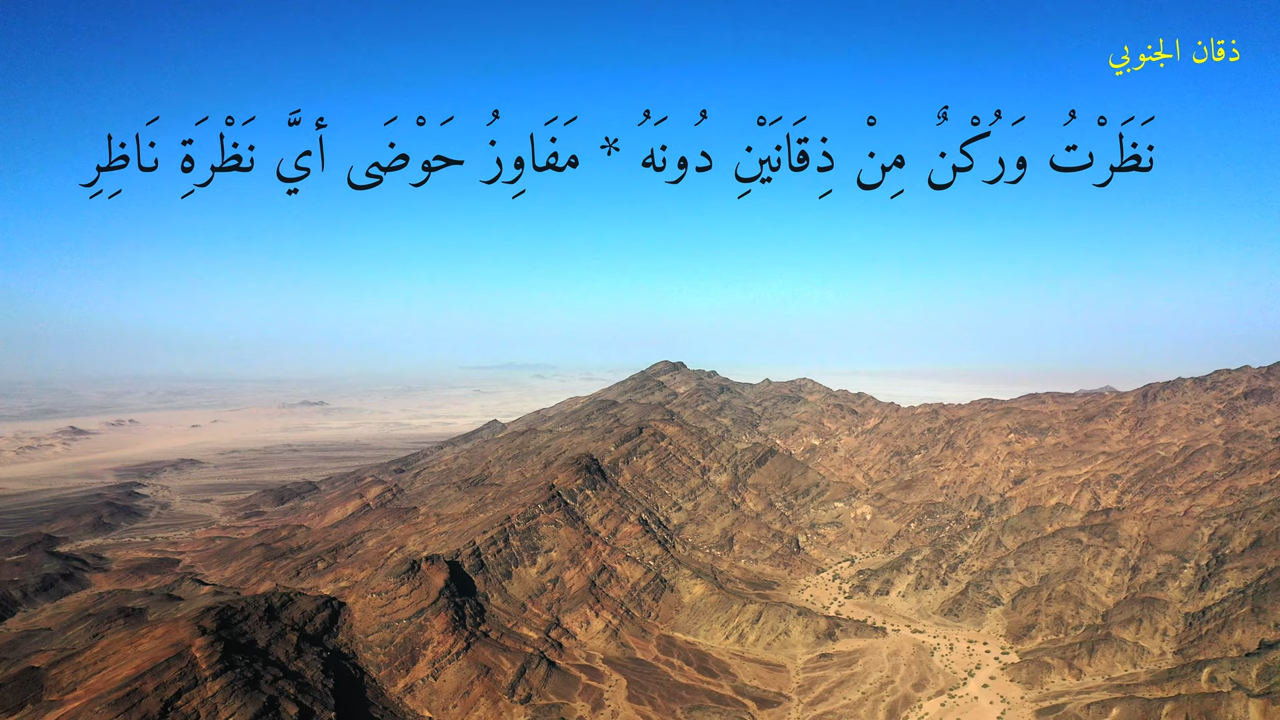 ذقان الجنوبي
نَظَرْتُ وَرُكْنٌ مِنْ ذِقَانَيْنِ دُونَهُ * مَفَاوِزُ حَوْضَى أيَّ نَظْرَةِ نَاظِرِ